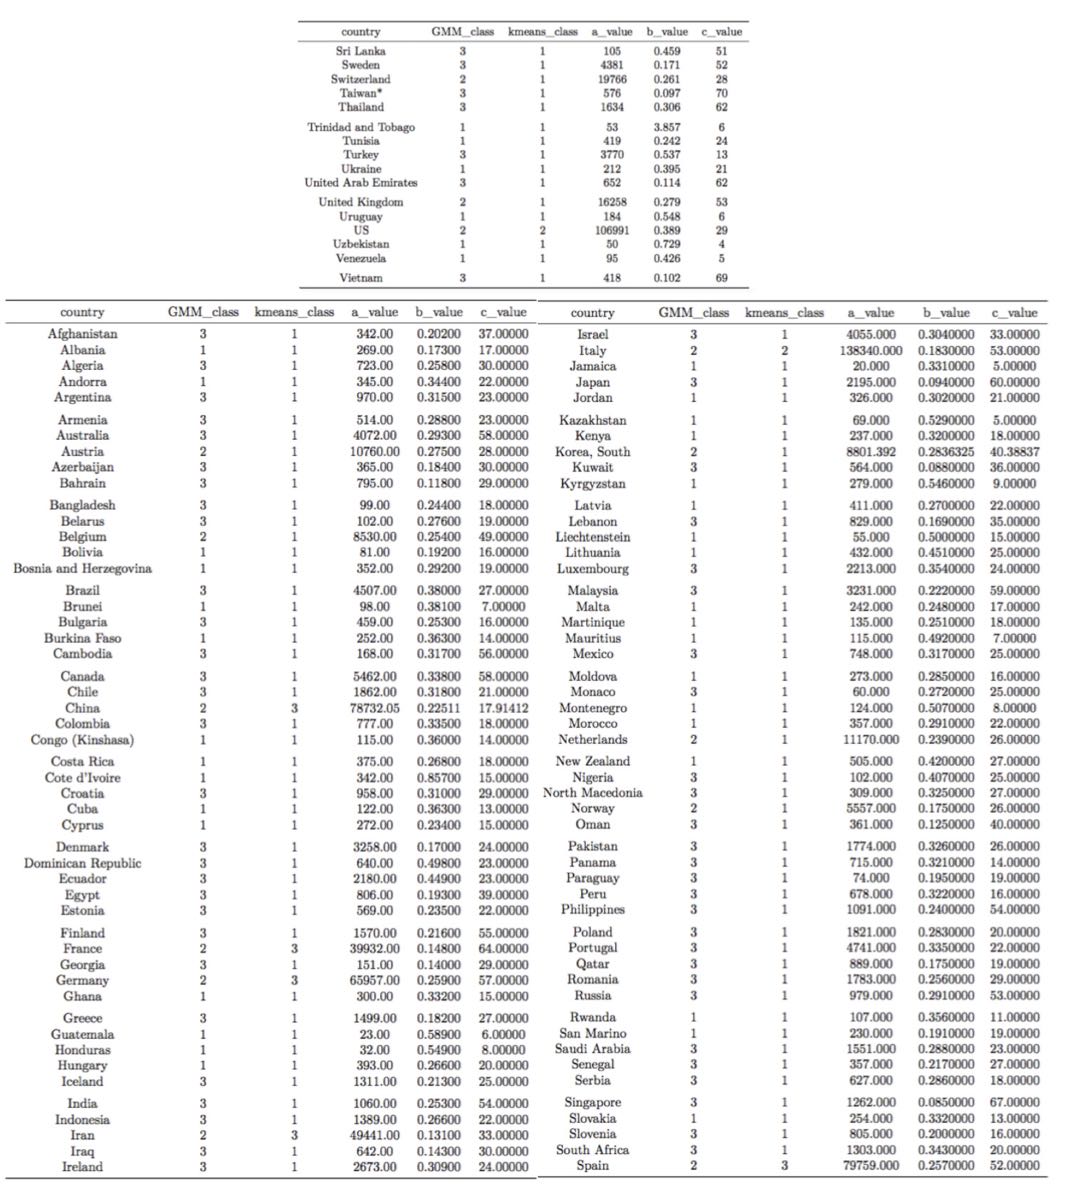 country GMM_class kmeans_class a_value b_value c_value
Sri Lanka 3 1 105 0.459 51
Sweden 3 1 4381 0.171 52
Switzerland 2 1 19766 0.261 28
Taiwan* 3 1 576 0.097 70
Thailand 3 1 1634 0.306 62
Trinidad and Tobago 1 1 53 3.857 6
Tunisia 1 1 419 0.242 24
Turkey 3 1 3770 0.537 13
Ukraine 1 1 212 0.395 21
United Arab Emirates 3 1 652 0.114 62
United Kingdom 2 1 16258 0.279 53
Uruguay 1 1 184 0.548 6
US 2 2 106991 0.389 29
Uzbekistan 1 1 50 0.729 4
Venezuela 1 1 95 0.426 5
Vietnam 3 1 418 0.102 69
country GMM_class kmeans_class a_value b_value c_value
Afghanistan 3 1 342.00 0.20200 37.00000
Albania 1 1 269.00 0.17300 17.00000
Algeria 3 1 723.00 0.25800 30.00000
Andorra 1 1 345.00 0.34400 22.00000
Argentina 3 1 970.00 0.31500 23.00000
Armenia 3 1 514.00 0.28800 23.00000
Australia 3 1 4072.00 0.29300 58.00000
Austria 2 1 10760.00 0.27500 28.00000
Azerbaijan 3 1 365.00 0.18400 30.00000
Bahrain 3 1 795.00 0.11800 29.00000
Bangladesh 3 1 99.00 0.24400 18.00000
Belarus 3 1 102.00 0.27600 19.00000
Belgium 2 1 8530.00 0.25400 49.00000
Bolivia 1 1 81.00 0.19200 16.00000
Bosnia and Herzegovina 1 1 352.00 0.29200 19.00000
Brazil 3 1 4507.00 0.38000 27.00000
Brunei 1 1 98.00 0.38100 7.00000
Bulgaria 3 1 459.00 0.25300 16.00000
Burkina Faso 1 1 252.00 0.36300 14.00000
Cambodia 3 1 168.00 0.31700 56.00000
Canada 3 1 5462.00 0.33800 58.00000
Chile 3 1 1862.00 0.31800 21.00000
China 2 3 78732.05 0.22511 17.91412
Colombia 3 1 777.00 0.33500 18.00000
Congo (Kinshasa) 1 1 115.00 0.36000 14.00000
Costa Rica 1 1 375.00 0.26800 18.00000
Cote d'Ivoire 1 1 342.00 0.85700 15.00000
Croatia 3 1 958.00 0.31000 29.00000
Cuba 1 1 122.00 0.36300 13.00000
Cyprus 1 1 272.00 0.23400 15.00000
Denmark 3 1 3258.00 0.17000 24.00000
Dominican Republic 3 1 640.00 0.49800 23.00000
Ecuador 3 1 2180.00 0.44900 23.00000
Egypt 3 1 806.00 0.19300 39.00000
Estonia 3 1 569.00 0.23500 22.00000
Finland 3 1 1570.00 0.21600 55.00000
France 2 3 39932.00 0.14800 64.00000
Georgia 3 1 151.00 0.14000 29.00000
Germany 2 3 65957.00 0.25900 57.00000
Ghana 1 1 300.00 0.33200 15.00000
Greece 3 1 1499.00 0.18200 27.00000
Guatemala 1 1 23.00 0.58900 6.00000
Honduras 1 1 32.00 0.54900 8.00000
Hungary 1 1 393.00 0.26600 20.00000
Iceland 3 1 1311.00 0.21300 25.00000
India 3 1 1060.00 0.25300 54.00000
Indonesia 3 1 1389.00 0.26600 22.00000
Iran 2 3 49441.00 0.13100 33.00000
Iraq 3 1 642.00 0.14300 30.00000
Ireland 3 1 2673.00 0.30900 24.00000
country GMM_class kmeans_class a_value b_value c_value
Israel 3 1 4055.000 0.3040000 33.00000
Italy 2 2 138340.000 0.1830000 53.00000
Jamaica 1 1 20.000 0.3310000 5.00000
Japan 3 1 2195.000 0.0940000 60.00000
Jordan 1 1 326.000 0.3020000 21.00000
Kazakhstan 1 1 69.000 0.5290000 5.00000
Kenya 1 1 237.000 0.3200000 18.00000
Korea, South 2 1 8801.392 0.2836325 40.38837
Kuwait 3 1 564.000 0.0880000 36.00000
Kyrgyzstan 1 1 279.000 0.5460000 9.00000
Latvia 1 1 411.000 0.2700000 22.00000
Lebanon 3 1 829.000 0.1690000 35.00000
Liechtenstein 1 1 55.000 0.5000000 15.00000
Lithuania 1 1 432.000 0.4510000 25.00000
Luxembourg 3 1 2213.000 0.3540000 24.00000
Malaysia 3 1 3231.000 0.2220000 59.00000
Malta 1 1 242.000 0.2480000 17.00000
Martinique 1 1 135.000 0.2510000 18.00000
Mauritius 1 1 115.000 0.4920000 7.00000
Mexico 3 1 748.000 0.3170000 25.00000
Moldova 1 1 273.000 0.2850000 16.00000
Monaco 3 1 60.000 0.2720000 25.00000
Montenegro 1 1 124.000 0.5070000 8.00000
Morocco 1 1 357.000 0.2910000 22.00000
Netherlands 2 1 11170.000 0.2390000 26.00000
New Zealand 1 1 505.000 0.4200000 27.00000
Nigeria 3 1 102.000 0.4070000 25.00000
North Macedonia 3 1 309.000 0.3250000 27.00000
Norway 2 1 5557.000 0.1750000 26.00000
Oman 3 1 361.000 0.1250000 40.00000
Pakistan 3 1 1774.000 0.3260000 26.00000
Panama 3 1 715.000 0.3210000 14.00000
Paraguay 3 1 74.000 0.1950000 19.00000
Peru 3 1 678.000 0.3220000 16.00000
Philippines 3 1 1091.000 0.2400000 54.00000
Poland 3 1 1821.000 0.2830000 20.00000
Portugal 3 1 4741.000 0.3350000 22.00000
Qatar 3 1 889.000 0.1750000 19.00000
Romania 3 1 1783.000 0.2560000 29.00000
Russia 3 1 979.000 0.2910000 53.00000
Rwanda 1 1 107.000 0.3560000 11.00000
San Marino 1 1 230.000 0.1910000 19.00000
Saudi Arabia 3 1 1551.000 0.2880000 23.00000
Senegal 3 1 357.000 0.2170000 27.00000
Serbia 3 1 627.000 0.2860000 18.00000
Singapore 3 1 1262.000 0.0850000 67.00000
Slovakia 1 1 254.000 0.3320000 13.00000
Slovenia 3 1 805.000 0.2000000 16.00000
South Africa 3 1 1303.000 0.3430000 20.00000
Spain 2 3 79759.000 0.2570000 52.00000